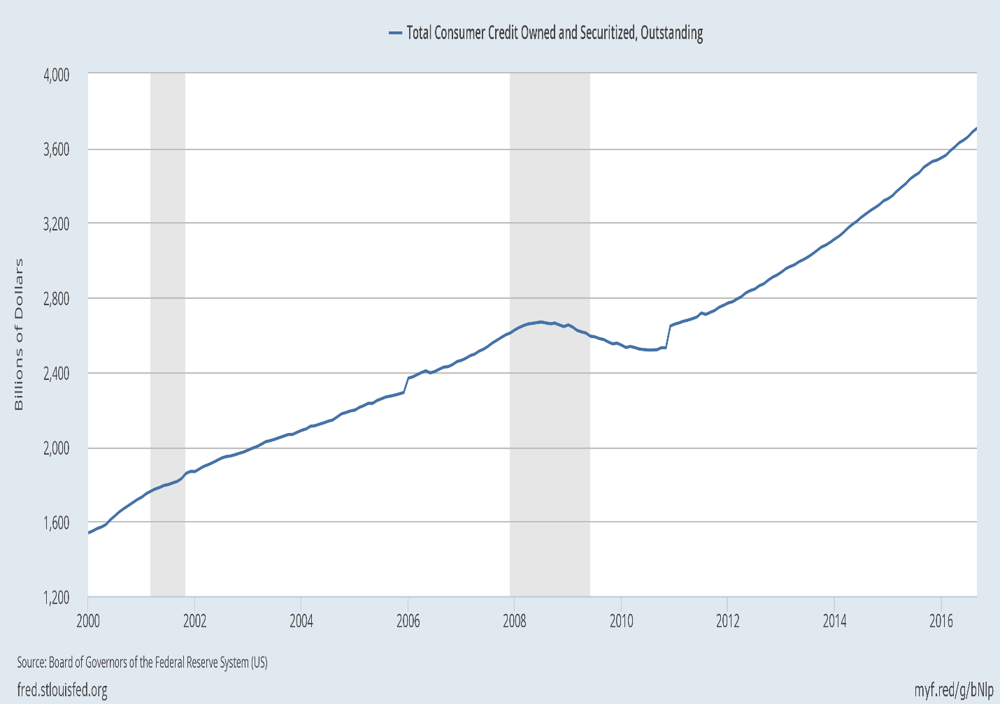 Total Consumer Credit Owned and Securitized, Outstanding
4,000
3,600
3,200
2,800
2,400
2,000
1,600
1,200
Billions of Dollars
2000 2002 2004 2006 2008 2010 2012 2014 2016
Source: Board of Governors of the Federal Reserve System (US)
fred.stlouisfed.org myf.red/g/bNlp